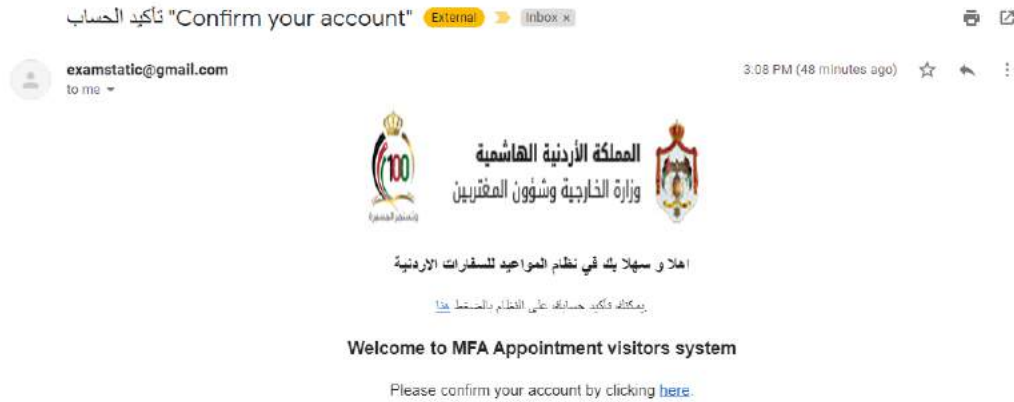 تأكيد الحساب "Confirm your account" External Inbox x
examstatic@gmail.com
3:08 PM (48 minutes ago)
to me
المملكة الأردنية الهاشمية
وزارة الخارجية وشؤون المغتربين
100
وتستمر المسيرة
اهلا و سهلا بك في نظام المواعيد للسفارات الاردنية
يمكنك تأكيد حسابك على النظام بالضغط هنا.
Welcome to MFA Appointment visitors system
Please confirm your account by clicking here.